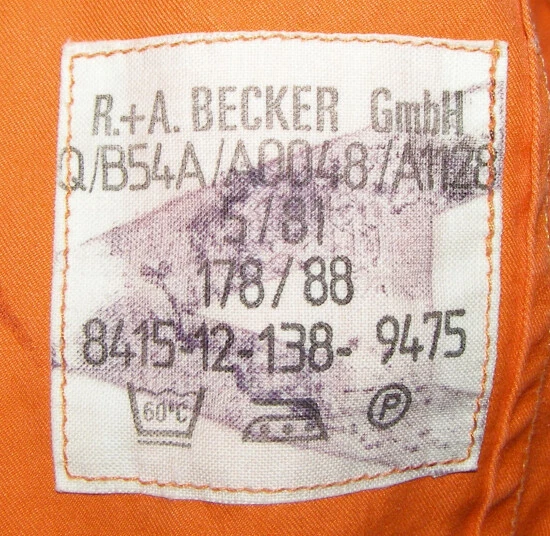 R.+A. BECKER GmbH
Q/B54A/A0048/A1128
5/81
178/88
8415-12-138-9475
60°C P